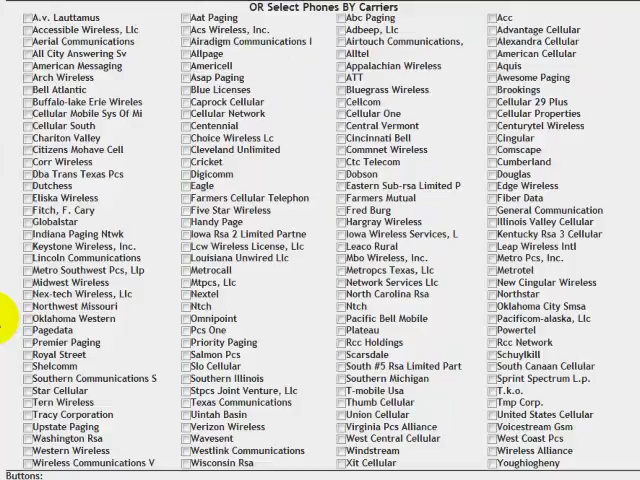 OR Select Phones BY Carriers
A.v. Lauttamus Aat Paging Abc Paging Acc
Accessible Wireless, Llc Acs Wireless, Inc. Adbeep, Llc Advantage Cellular
Aerial Communications Airadigm Communications I Airtouch Communications, Alexandra Cellular
All City Answering Sv Allpage Alltel American Cellular
American Messaging Americell Appalachian Wireless Aquis
Arch Wireless Asap Paging ATT Awesome Paging
Bell Atlantic Blue Licenses Bluegrass Wireless Brookings
Buffalo-lake Erie Wireles Caprock Cellular Cellcom Cellular 29 Plus
Cellular Mobile Sys Of Mi Cellular Network Cellular One Cellular Properties
Cellular South Centennial Central Vermont Centurytel Wireless
Chariton Valley Choice Wireless Lc Cincinnati Bell Cingular
Citizens Mohave Cell Cleveland Unlimited Commnet Wireless Comscape
Corr Wireless Cricket Ctc Telecom Cumberland
Dba Trans Texas Pcs Digicomm Dobson Douglas
Dutchess Eagle Eastern Sub-rsa Limited P Edge Wireless
Eliska Wireless Farmers Cellular Telephon Farmers Mutual Fiber Data
Fitch, F. Cary Five Star Wireless Fred Burg General Communication
Globalstar Handy Page Hargray Wireless Illinois Valley Cellular
Indiana Paging Ntwk Iowa Rsa 2 Limited Partne Iowa Wireless Services, L Kentucky Rsa 3 Cellular
Keystone Wireless, Inc. Lcw Wireless License, Llc Leaco Rural Leap Wireless Intl
Lincoln Communications Louisiana Unwired Llc Mbo Wireless, Inc. Metro Pcs, Inc.
Metro Southwest Pcs, Llp Metrocall Metropcs Texas, Llc Metrotel
Midwest Wireless Mtpcs, Llc Network Services Llc New Cingular Wireless
Nex-tech Wireless, Llc Nextel North Carolina Rsa Northstar
Northwest Missouri Ntch Ntch Oklahoma City Smsa
Oklahoma Western Omnipoint Pacific Bell Mobile Pacificom-alaska, Llc
Pagedata Pcs One Plateau Powertel
Premier Paging Priority Paging Rcc Holdings Rcc Network
Royal Street Salmon Pcs Scarsdale Schuylkill
Shelcomm Slo Cellular South #5 Rsa Limited Part South Canaan Cellular
Southern Communications S Southern Illinois Southern Michigan Sprint Spectrum L.p.
Star Cellular Stpcs Joint Venture, Llc T-mobile Usa T.k.o.
Tern Wireless Texas Communications Thumb Cellular Tmp Corp.
Tracy Corporation Uintah Basin Union Cellular United States Cellular
Upstate Paging Verizon Wireless Virginia Pcs Alliance Voicestream Gsm
Washington Rsa Wavesent West Central Cellular West Coast Pcs
Western Wireless Westlink Communications Windstream Wireless Alliance
Wireless Communications V Wisconsin Rsa Xit Cellular Youghiogheny
Buttons: